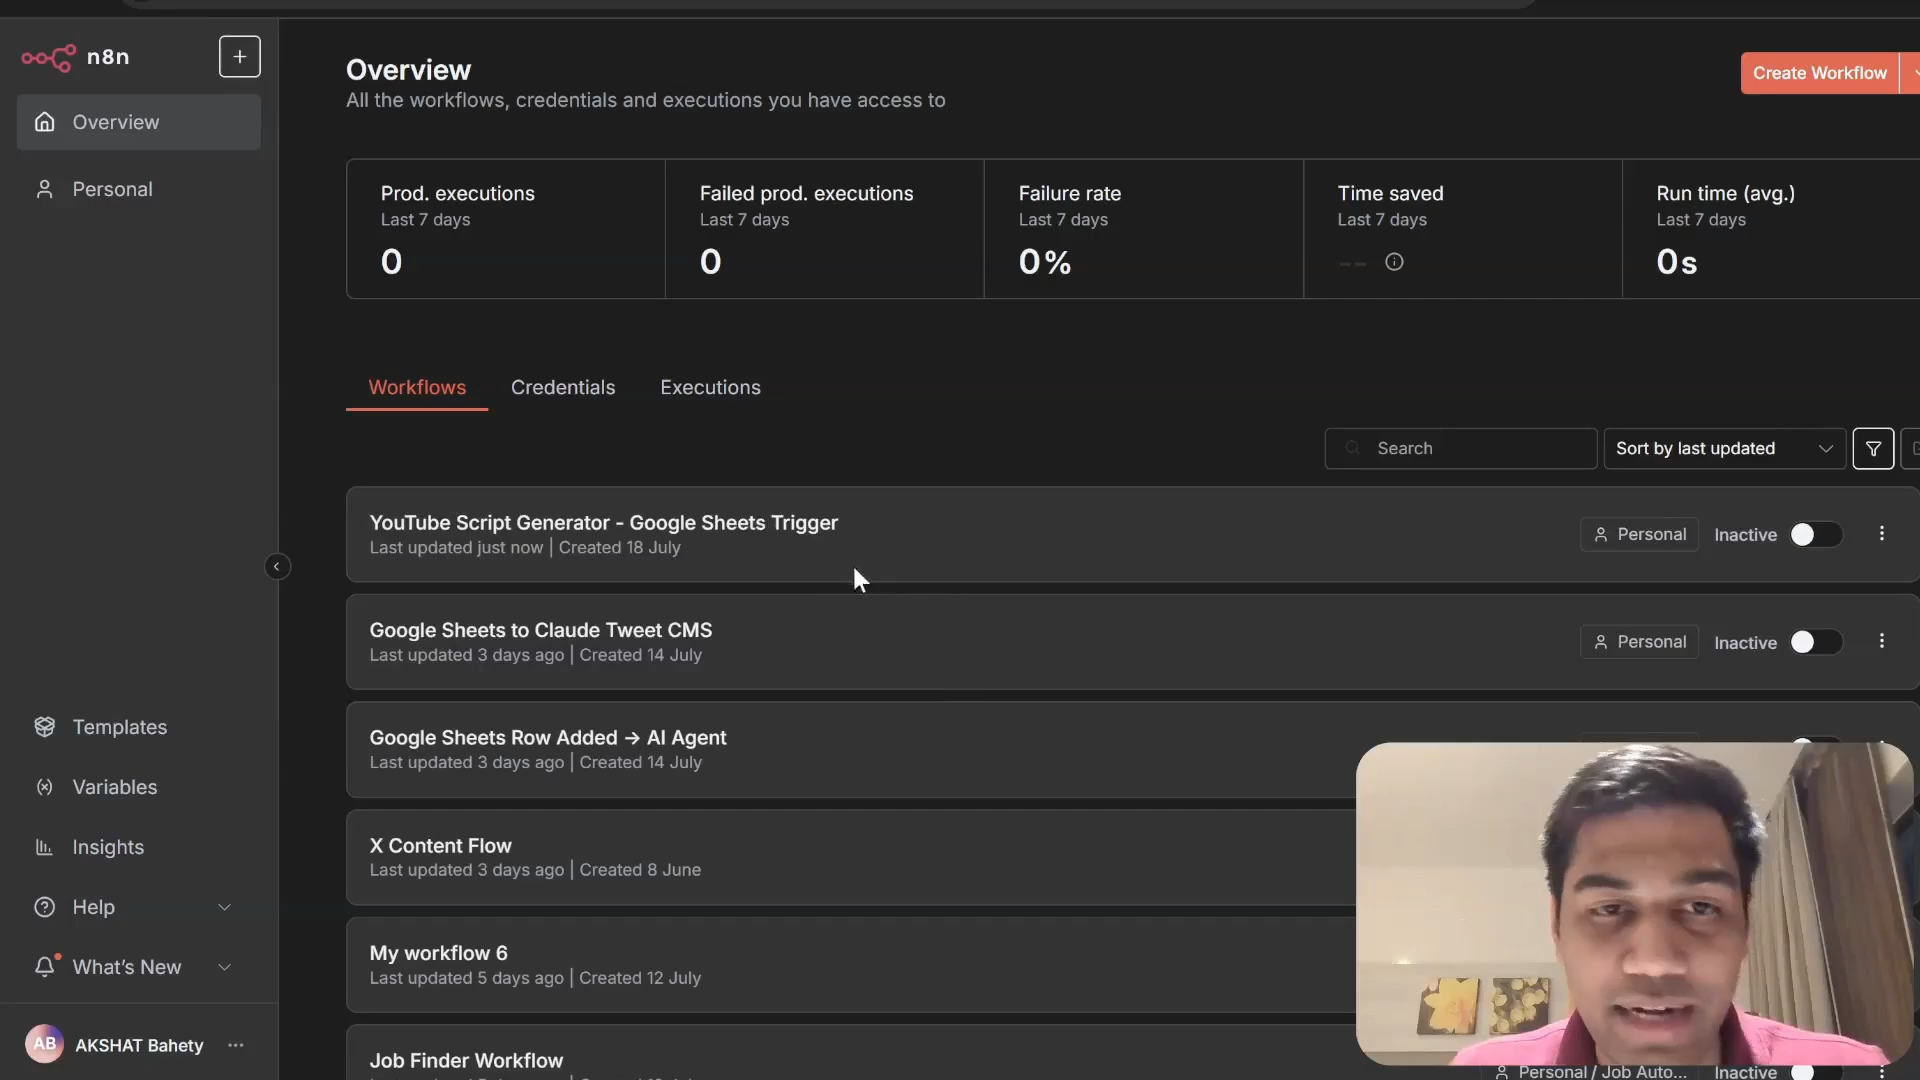 n8n
Overview
Personal
Templates
Variables
Insights
Help
What's New
AB AKSHAT Bahety
Overview
All the workflows, credentials and executions you have access to
Create Workflow
Prod. executions
Last 7 days
0
Failed prod. executions
Last 7 days
0
Failure rate
Last 7 days
0%
Time saved
Last 7 days
--
Run time (avg.)
Last 7 days
0s
Workflows Credentials Executions
Search Sort by last updated
YouTube Script Generator - Google Sheets Trigger
Last updated just now | Created 18 July
Personal Inactive
Google Sheets to Claude Tweet CMS
Last updated 3 days ago | Created 14 July
Personal Inactive
Google Sheets Row Added → AI Agent
Last updated 3 days ago | Created 14 July
X Content Flow
Last updated 3 days ago | Created 8 June
My workflow 6
Last updated 5 days ago | Created 12 July
Job Finder Workflow
Personal / Job Auto... Inactive